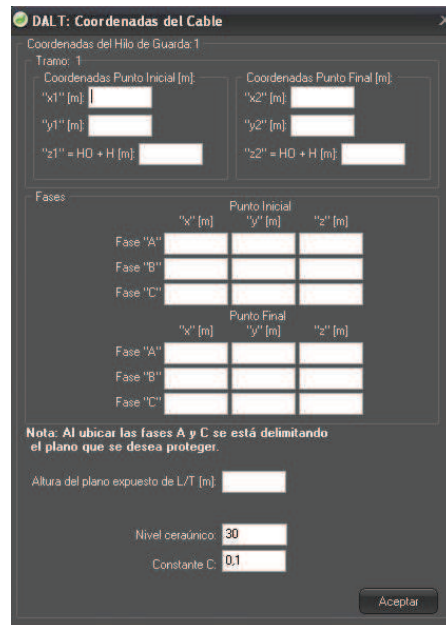 DALT: Coordenadas del Cable
Coordenadas del Hilo de Guarda:1
Tramo: 1
Coordenadas Punto Inicial [m]:
Coordenadas Punto Final [m]:
"x1" [m]:
"x2" [m]:
"y1" [m]:
"y2" [m]:
"z1" = HO + H [m]:
"z2" = HO + H [m]:
Fases
Punto Inicial
"x" [m] "y" [m] "z" [m]
Fase "A"
Fase "B"
Fase "C"
Punto Final
"x" [m] "y" [m] "z" [m]
Fase "A"
Fase "B"
Fase "C"
Nota: Al ubicar las fases A y C se está delimitando
el plano que se desea proteger.
Altura del plano expuesto de L/T [m]:
Nivel ceraúnico: 30
Constante C: 0,1
Aceptar